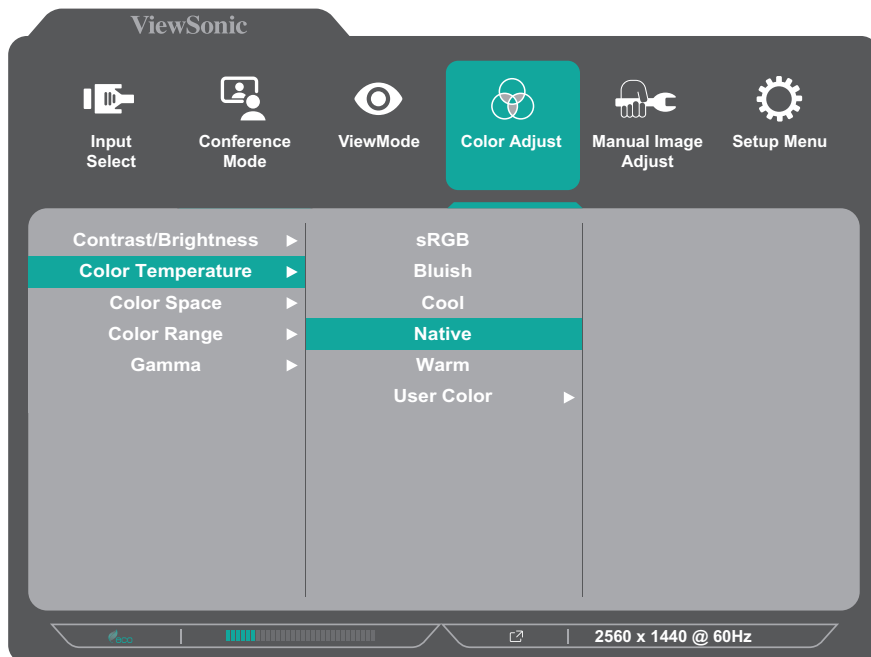 ViewSonic
Input
Select
Conference
Mode
ViewMode
Color Adjust
Manual Image
Adjust
Setup Menu
Contrast/Brightness
Color Temperature
Color Space
Color Range
Gamma
sRGB
Bluish
Cool
Native
Warm
User Color
eco
2560 x 1440 @ 60Hz